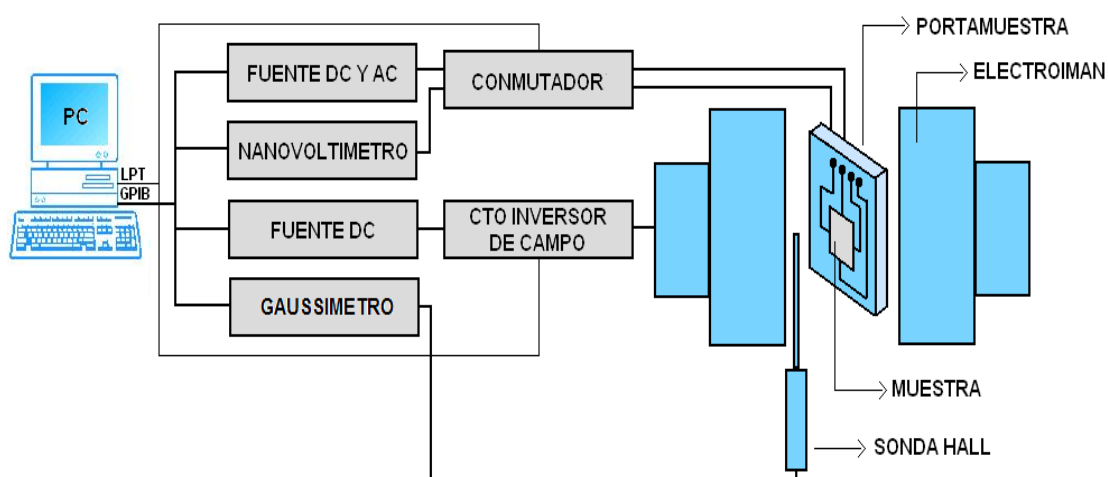 PORTAMUESTRA
FUENTE DC Y AC
CONMUTADOR
ELECTROIMAN
PC
NANOVOLTIMETRO
LPT
GPIB
FUENTE DC
CTO INVERSOR
DE CAMPO
GAUSSIMETRO
MUESTRA
SONDA HALL